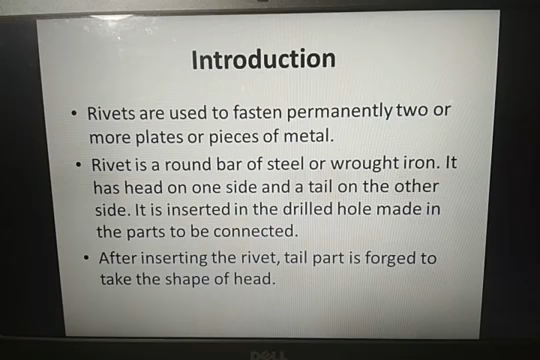 Introduction
• Rivets are used to fasten permanently two or
more plates or pieces of metal.
• Rivet is a round bar of steel or wrought iron. It
has head on one side and a tail on the other
side. It is inserted in the drilled hole made in
the parts to be connected.
• After inserting the rivet, tail part is forged to
take the shape of head.
DELL